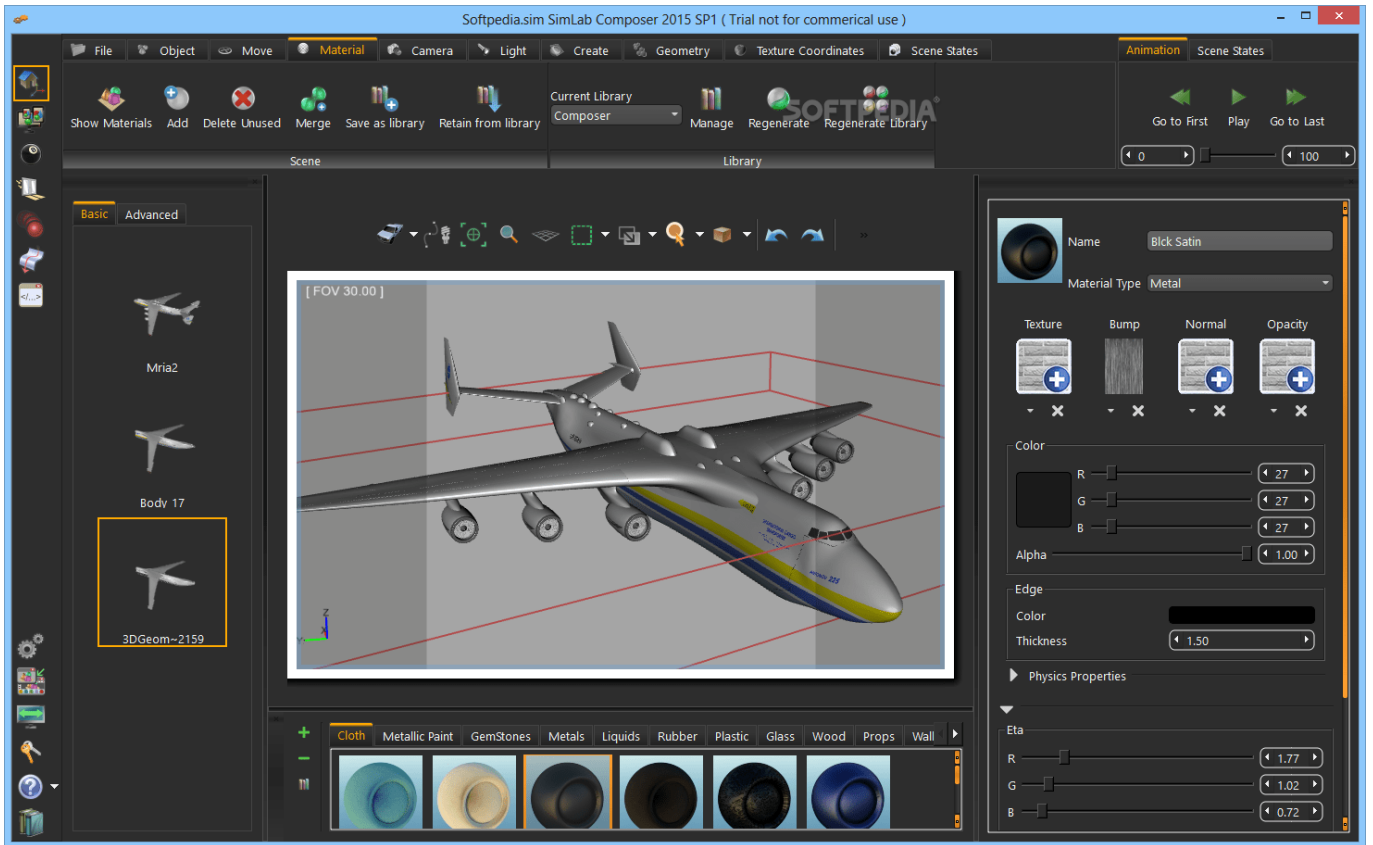 Softpedia.sim SimLab Composer 2015 SP1 ( Trial not for commerical use )
File Object Move Material Camera Light Create Geometry Texture Coordinates Scene States
Animation Scene States
Show Materials Add Delete Unused Merge Save as library Retain from library
Current Library
Composer
Manage Regenerate Regenerate Library
SOFTPEDIA®
Go to First Play Go to Last
Scene
Library
0
100
Basic Advanced
Mria2
Body 17
3DGeom~2159
</...>
[ FOV 30.00 ]
Z
X
Name Blck Satin
Material Type Metal
Texture Bump Normal Opacity
Color
R 27
G 27
B 27
Alpha 1.00
Edge
Color
Thickness 1.50
Physics Properties
Eta
R 1.77
G 1.02
B 0.72
Cloth Metallic Paint GemStones Metals Liquids Rubber Plastic Glass Wood Props Wall